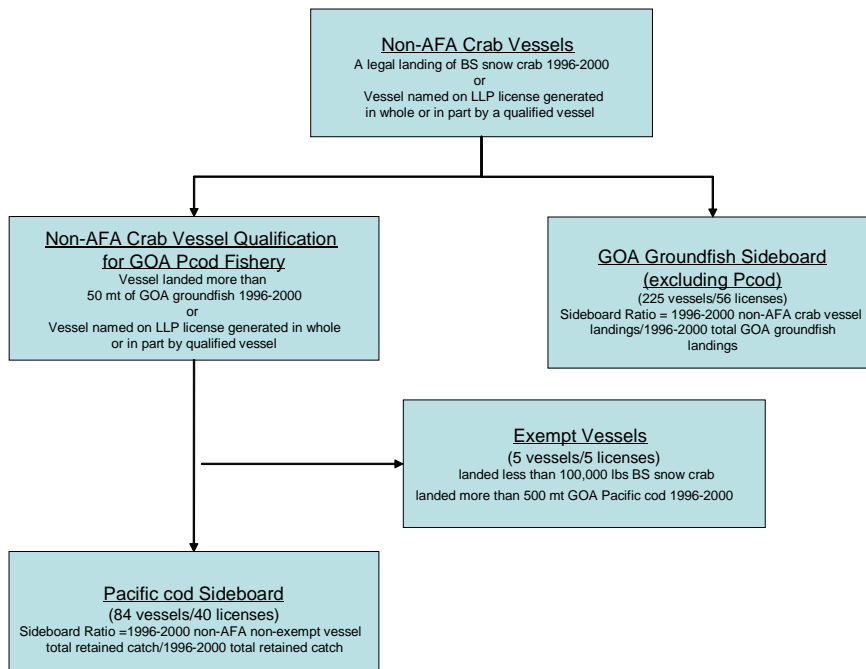 Non-AFA Crab Vessels
A legal landing of BS snow crab 1996-2000
or
Vessel named on LLP license generated
in whole or in part by a qualified vessel
Non-AFA Crab Vessel Qualification
for GOA Pcod Fishery
Vessel landed more than
50 mt of GOA groundfish 1996-2000
or
Vessel named on LLP license generated in whole
or in part by qualified vessel
GOA Groundfish Sideboard
(excluding Pcod)
(225 vessels/56 licenses)
Sideboard Ratio = 1996-2000 non-AFA crab vessel
landings/1996-2000 total GOA groundfish
landings
Exempt Vessels
(5 vessels/5 licenses)
landed less than 100,000 lbs BS snow crab
landed more than 500 mt GOA Pacific cod 1996-2000
Pacific cod Sideboard
(84 vessels/40 licenses)
Sideboard Ratio =1996-2000 non-AFA non-exempt vessel
total retained catch/1996-2000 total retained catch